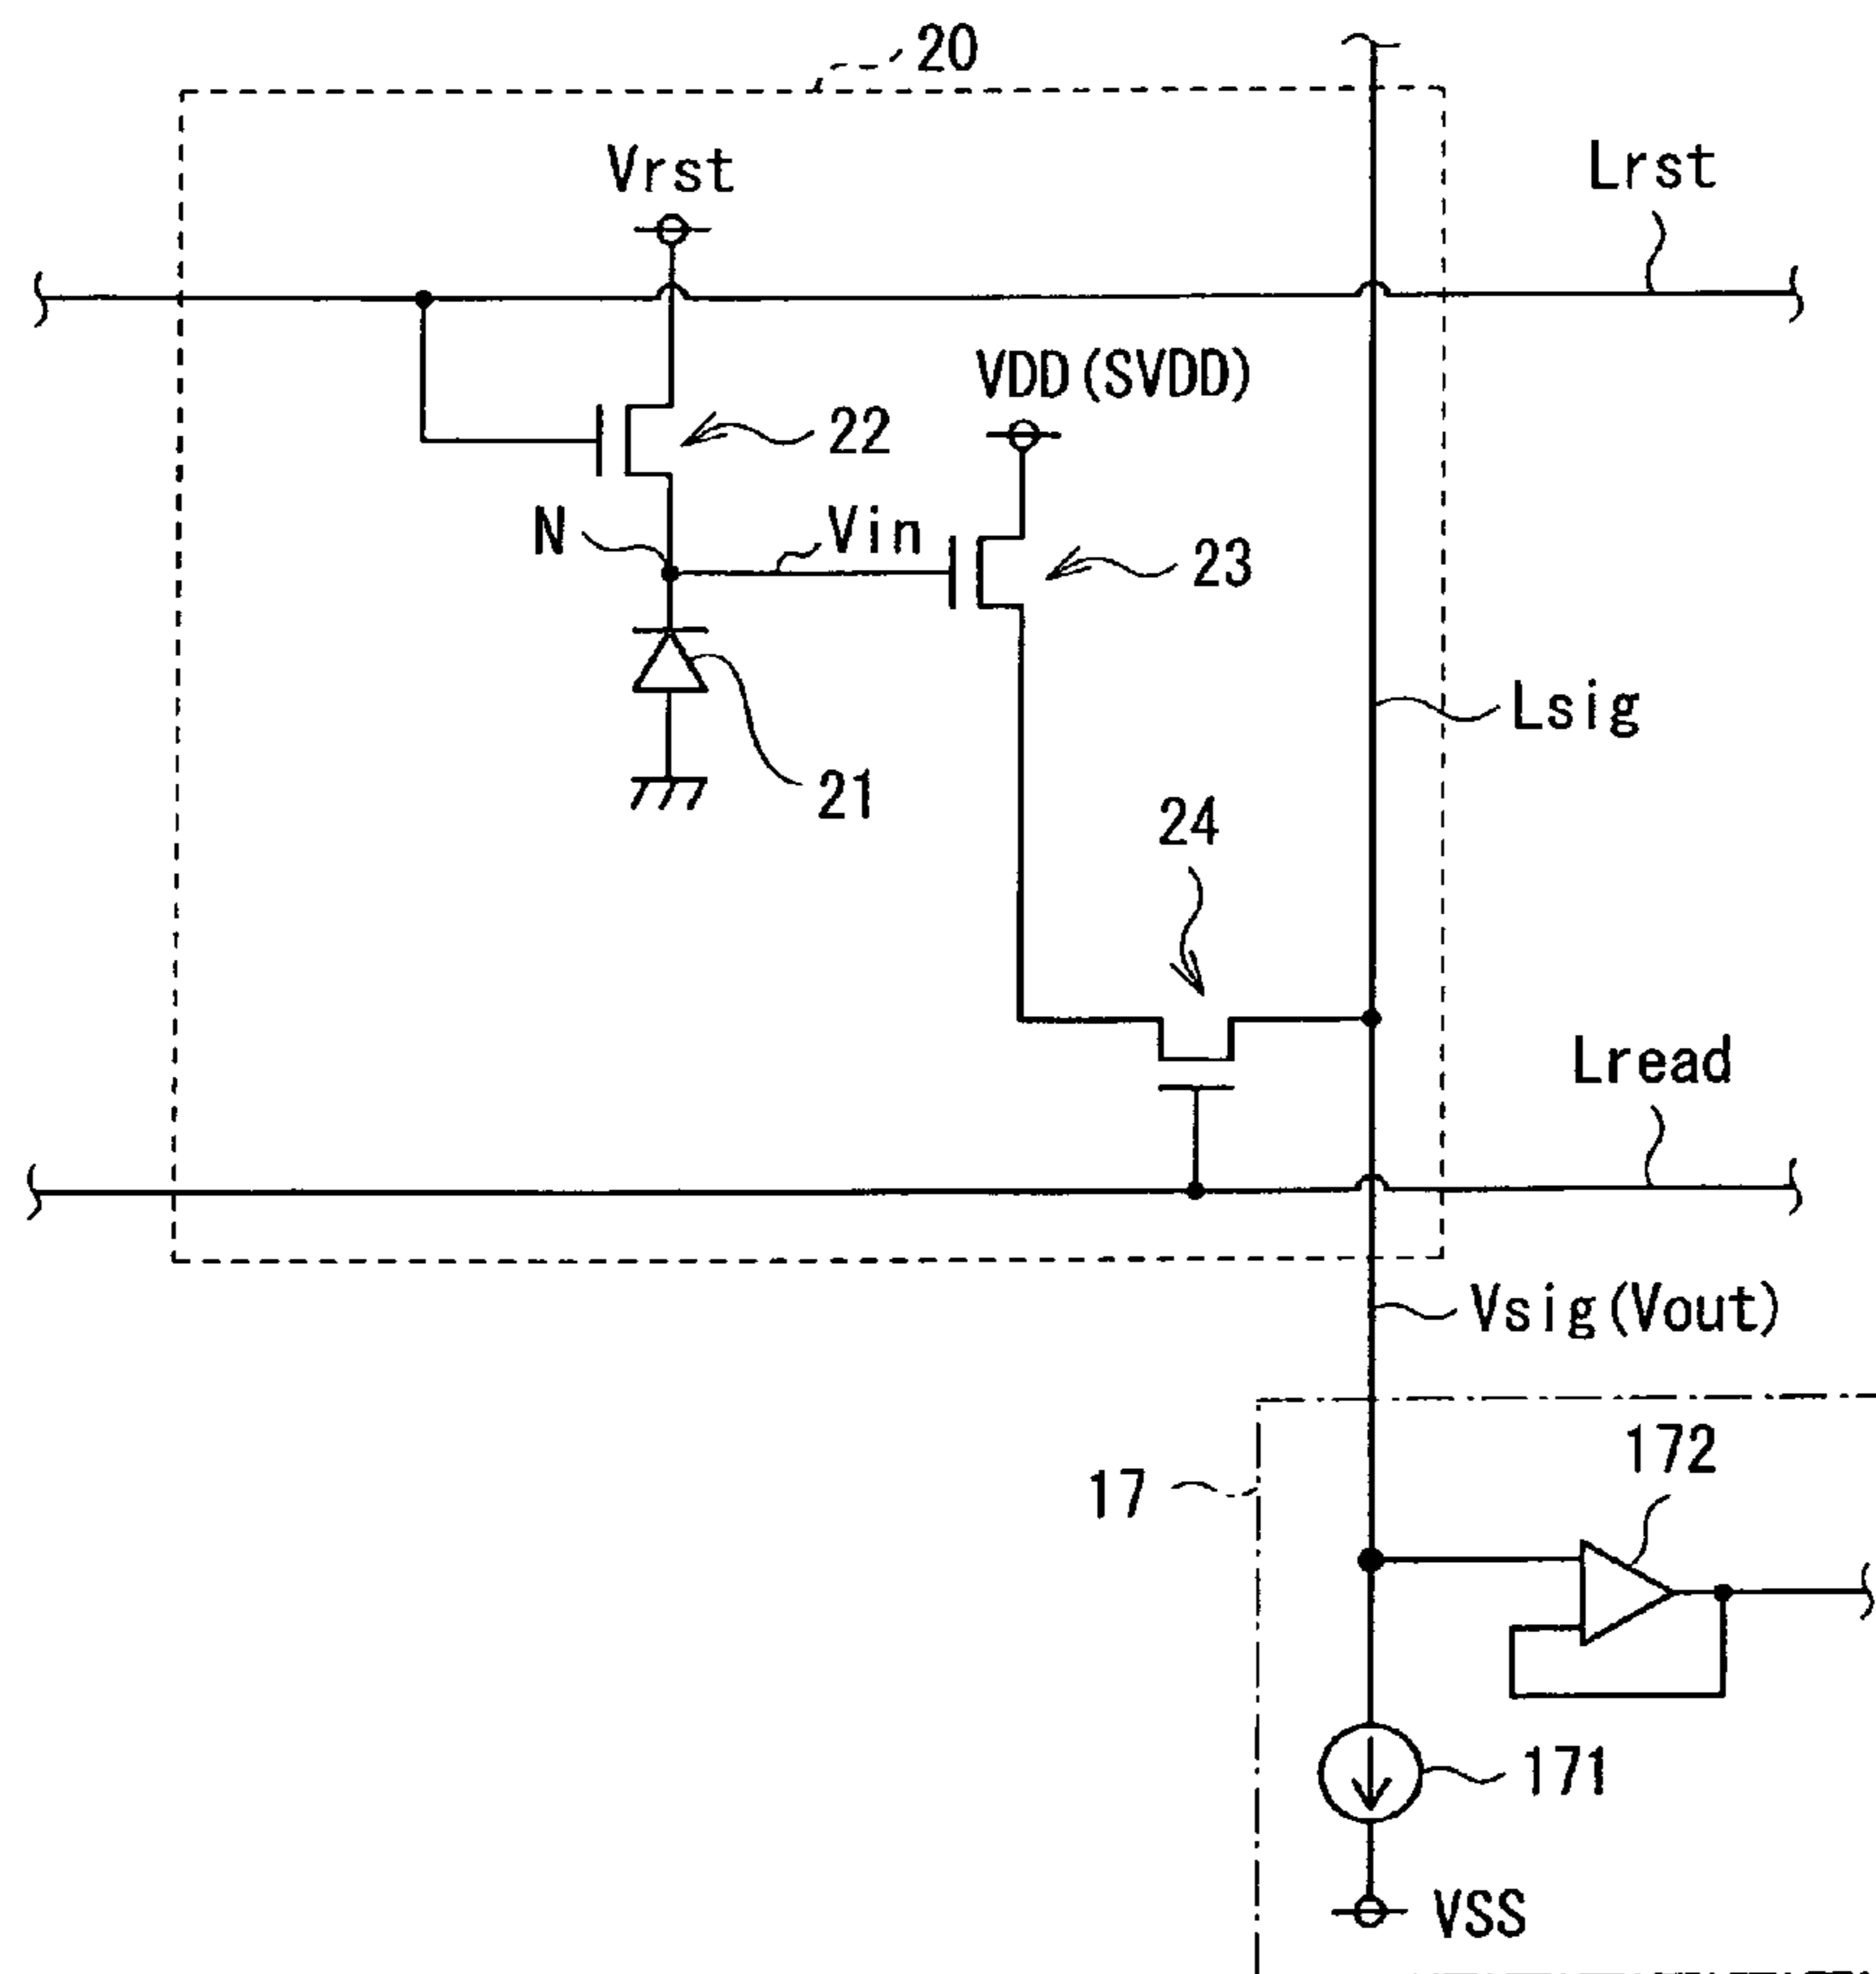 20
Vrst
Lrst
VDD(SVDD)
22
N
Vin
23
Lsig
21
24
Lread
Vsig(Vout)
172
17
171
VSS